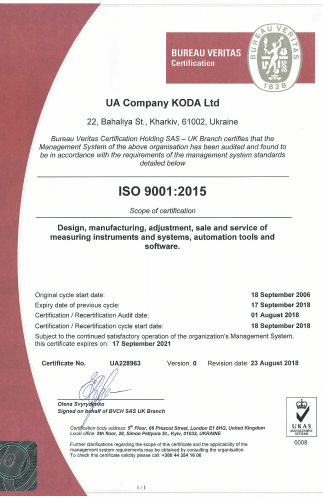 BUREAU VERITAS
Certification
BUREAU VERITAS
1828
UA Company KODA Ltd
22, Bahaliya St., Kharkiv, 61002, Ukraine
Bureau Veritas Certification Holding SAS – UK Branch certifies that the
Management System of the above organisation has been audited and found to
be in accordance with the requirements of the management system standards
detailed below
ISO 9001:2015
Scope of certification
Design, manufacturing, adjustment, sale and service of
measuring instruments and systems, automation tools and
software.
Original cycle start date: 18 September 2006
Expiry date of previous cycle: 17 September 2018
Certification / Recertification Audit date: 01 August 2018
Certification / Recertification cycle start date: 18 September 2018
Subject to the continued satisfactory operation of the organization's Management System,
this certificate expires on: 17 September 2021
Certificate No. UA228963 Version: 0 Revision date: 23 August 2018
Olena Svyrydenko
Signed on behalf of BVCH SAS UK Branch
Certification body address: 5th Floor, 66 Prescot Street, London E1 8HG, United Kingdom
Local office: 5th floor, 38, Simon Petlyura St., Kyiv, 01032, UKRAINE
Further clarifications regarding the scope of this certificate and the applicability of the
management system requirements may be obtained by consulting the organisation.
To check this certificate validity please call:
UKAS
MANAGEMENT
SYSTEMS
0008
1 / 1